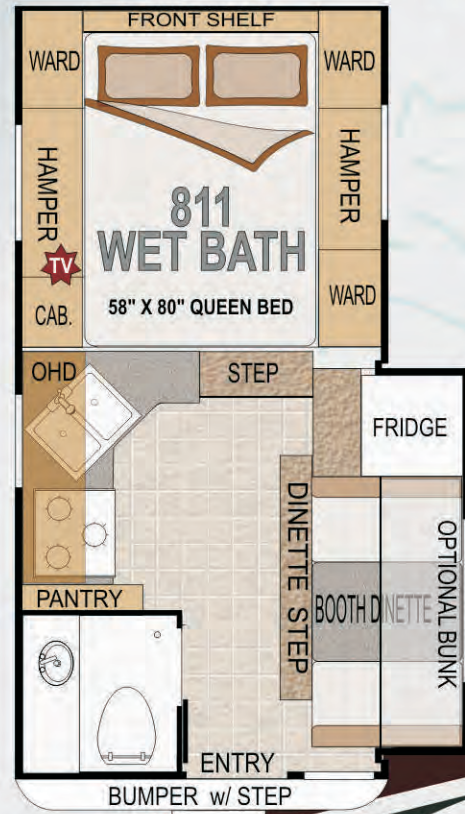 FRONT SHELF
WARD
WARD
HAMPER
HAMPER
811
WET BATH
TV
58" X 80" QUEEN BED
CAB.
WARD
OHD
STEP
FRIDGE
DINETTE STEP
BOOTH DINETTE
OPTIONAL BUNK
PANTRY
ENTRY
BUMPER w/ STEP